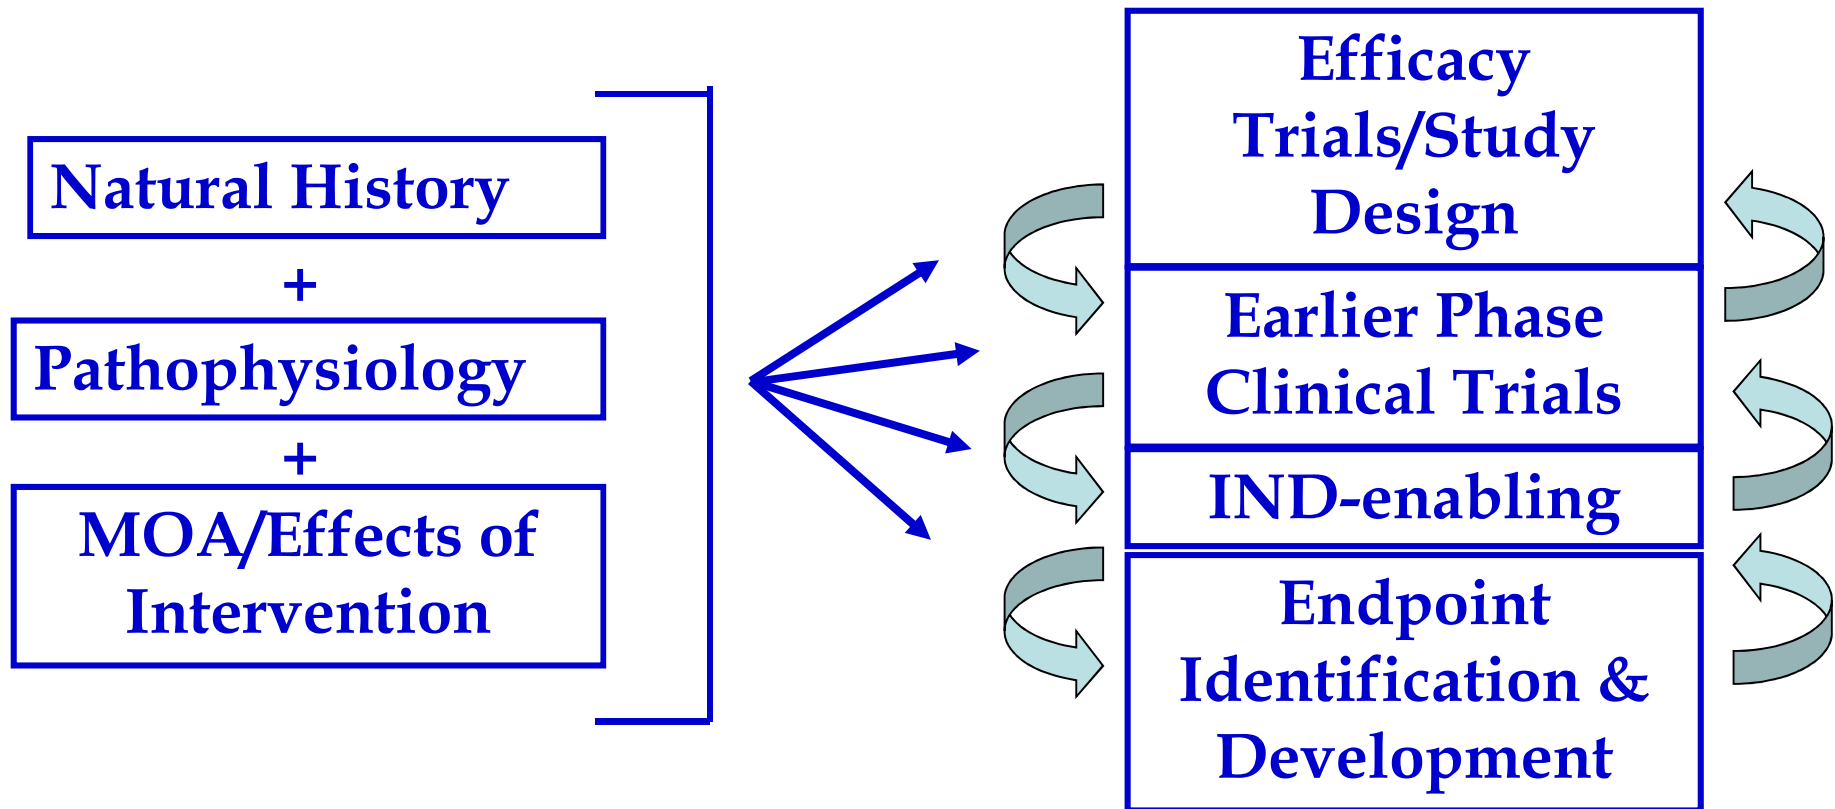 Natural History
+
Pathophysiology
+
MOA/Effects of
Intervention
Efficacy
Trials/Study
Design
Earlier Phase
Clinical Trials
IND-enabling
Endpoint
Identification &
Development